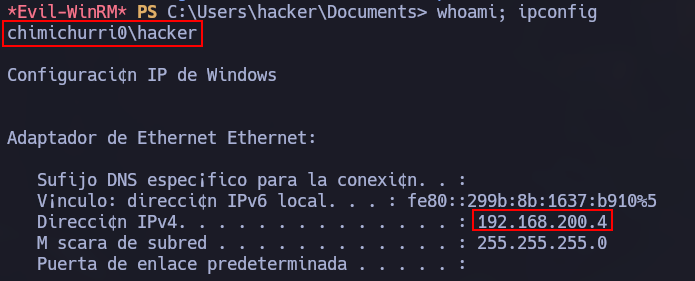 *Evil-WinRM* PS C:\Users\hacker\Documents> whoami; ipconfig
chimichurri0\hacker
Configuraci¢n IP de Windows
Adaptador de Ethernet Ethernet:
Sufijo DNS espec¡fico para la conexi¢n. . :
V¡nculo: direcci¢n IPv6 local. . . : fe80::299b:8b:1637:b910%5
Direcci¢n IPv4. . . . . . . . . . . . . . : 192.168.200.4
M scara de subred . . . . . . . . . . . . : 255.255.255.0
Puerta de enlace predeterminada . . . . . :